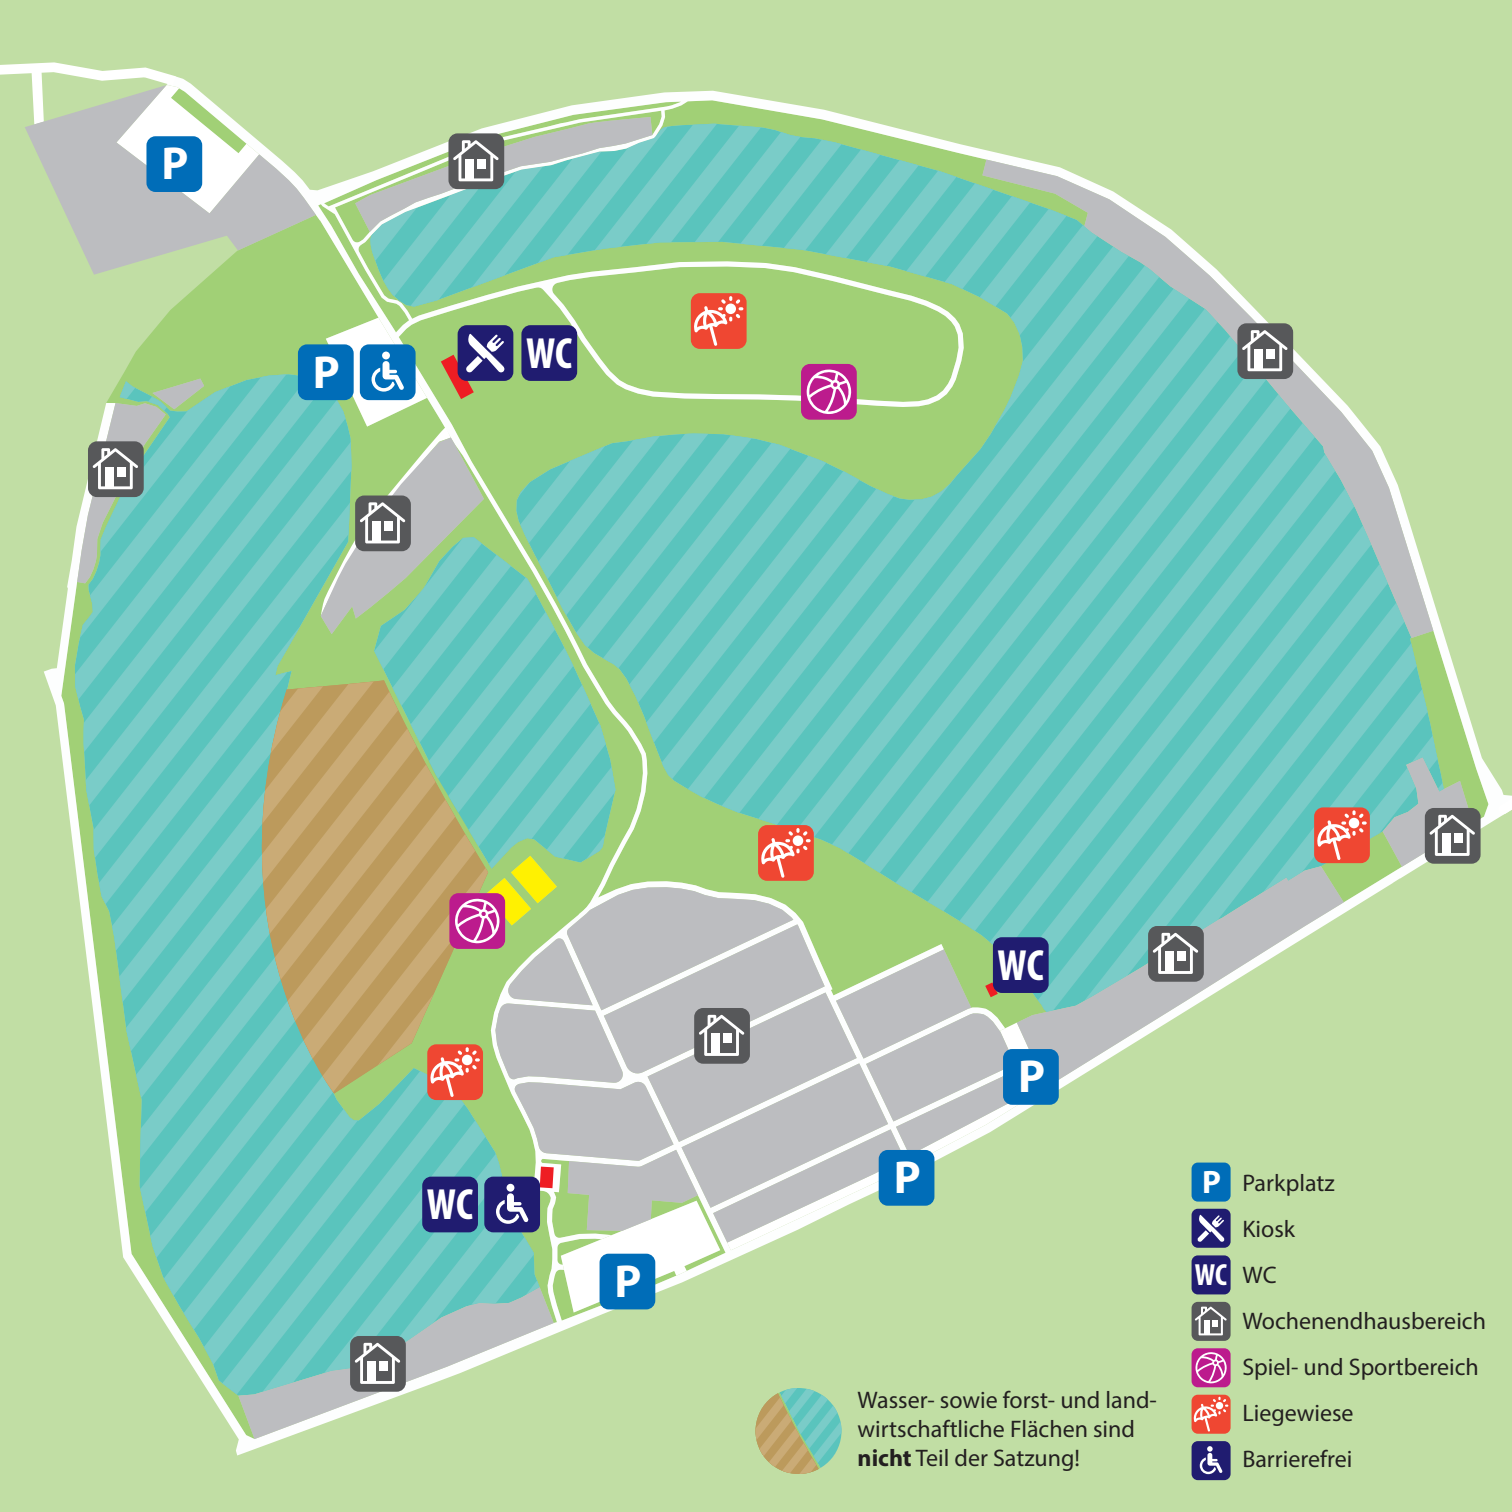 P
P
WC
WC
P
P
WC
P
P Parkplatz
Kiosk
WC WC
Wochenendhausbereich
Spiel- und Sportbereich
Liegewiese
Barrierefrei
Wasser- sowie forst- und land-
wirtschaftliche Flächen sind
nicht Teil der Satzung!